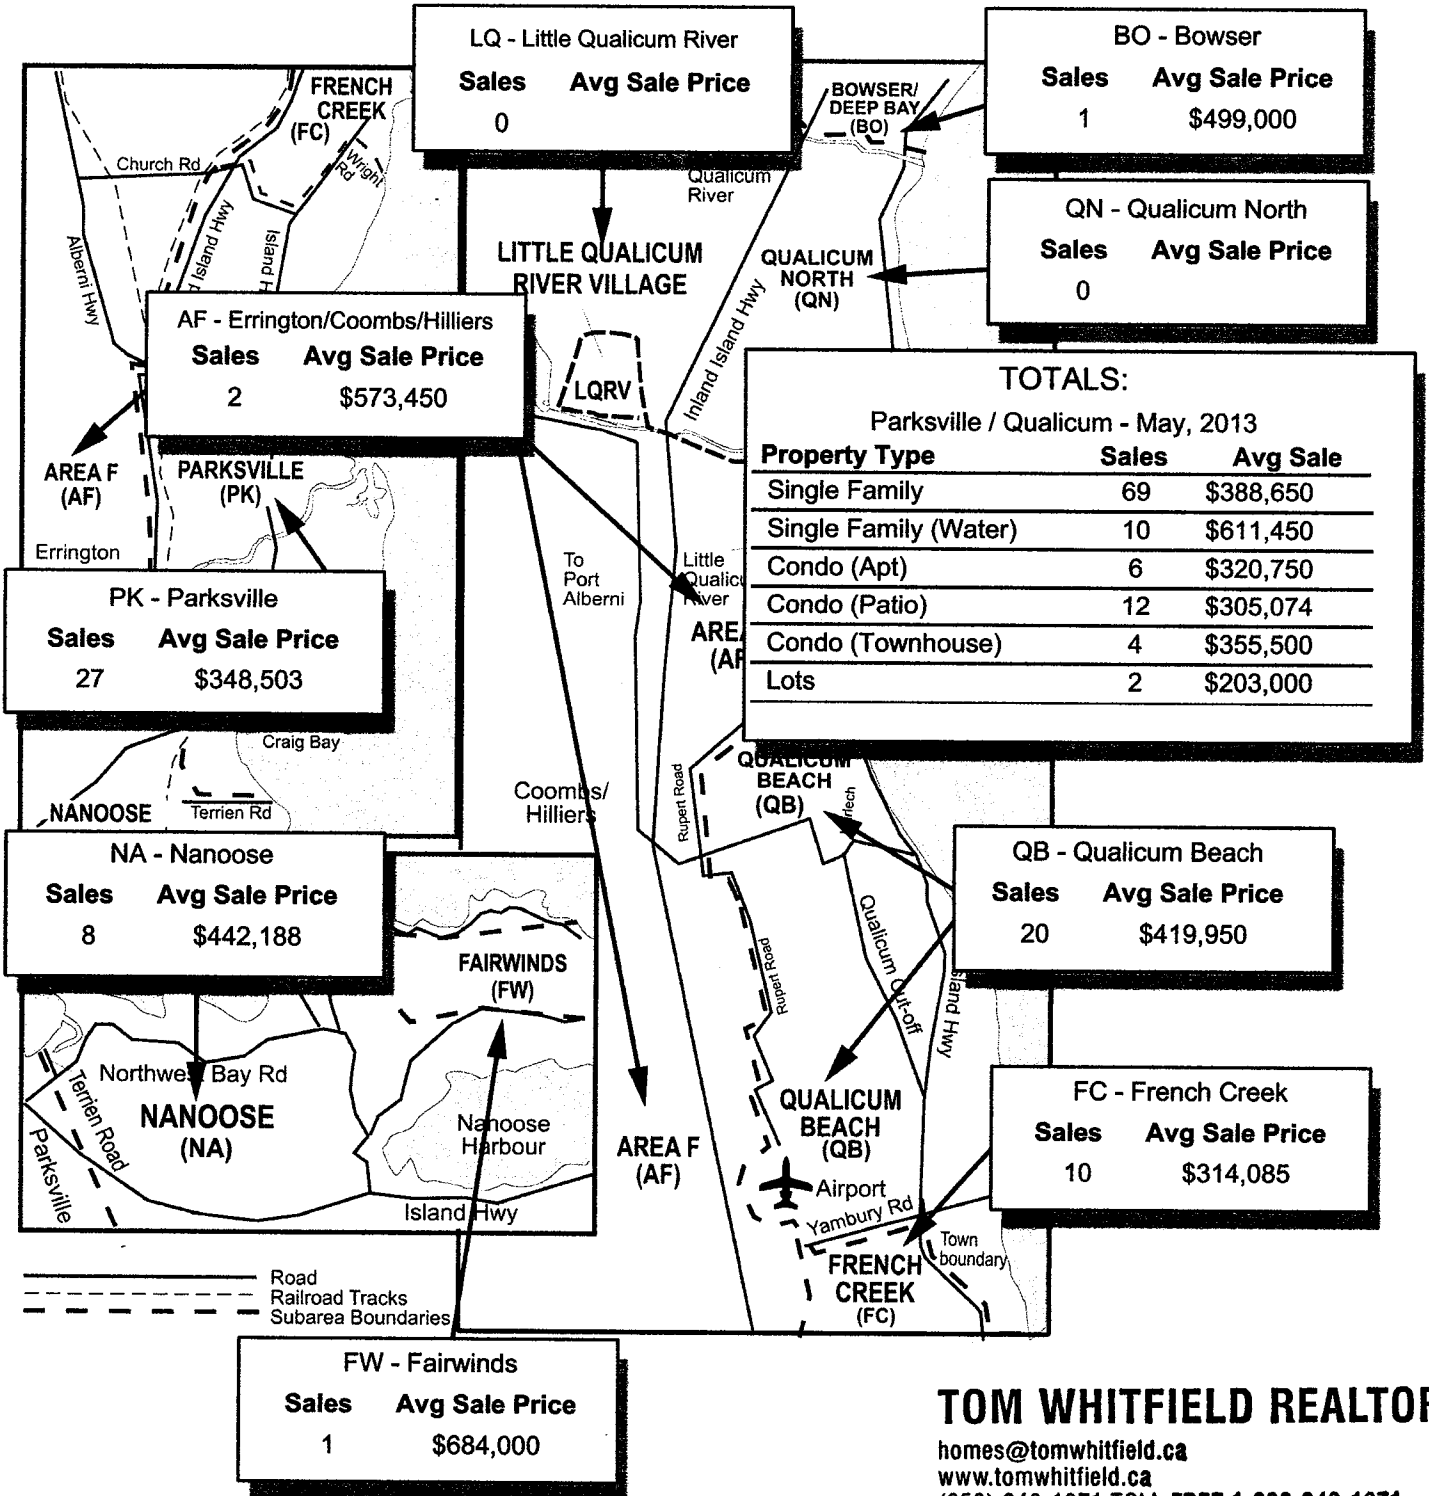 LQ - Little Qualicum River
Sales Avg Sale Price
0
BO - Bowser
Sales Avg Sale Price
1 $499,000
QN - Qualicum North
Sales Avg Sale Price
0
FRENCH
CREEK
(FC)
Church Rd
Wright
Rd
Alberni Hwy
Island Hwy
BOWSER/
DEEP BAY
(BO)
Qualicum
River
LITTLE QUALICUM
RIVER VILLAGE
QUALICUM
NORTH
(QN)
Inland Island Hwy
LQRV
AF - Errington/Coombs/Hilliers
Sales Avg Sale Price
2 $573,450
AREA F
(AF)
PARKSVILLE
(PK)
Errington
TOTALS:
Parksville / Qualicum - May, 2013
Property Type Sales Avg Sale
Single Family 69 $388,650
Single Family (Water) 10 $611,450
Condo (Apt) 6 $320,750
Condo (Patio) 12 $305,074
Condo (Townhouse) 4 $355,500
Lots 2 $203,000
To
Port
Alberni
Little
River
PK - Parksville
Sales Avg Sale Price
27 $348,503
Craig Bay
NANOOSE
Terrien Rd
Coombs/
Hilliers
Rupert Road
QUALICUM
BEACH
(QB)
NA - Nanoose
Sales Avg Sale Price
8 $442,188
QB - Qualicum Beach
Sales Avg Sale Price
20 $419,950
FAIRWINDS
(FW)
Rupert Road
Qualicum Cut-off
Island Hwy
Northwest Bay Rd
Terrien Road
Parksville
NANOOSE
(NA)
Nanoose
Harbour
Island Hwy
AREA F
(AF)
QUALICUM
BEACH
(QB)
Airport
Yambury Rd
Town
boundary
FRENCH
CREEK
(FC)
FC - French Creek
Sales Avg Sale Price
10 $314,085
Road
Railroad Tracks
Subarea Boundaries
FW - Fairwinds
Sales Avg Sale Price
1 $684,000
TOM WHITFIELD REALTOR
homes@tomwhitfield.ca
www.tomwhitfield.ca